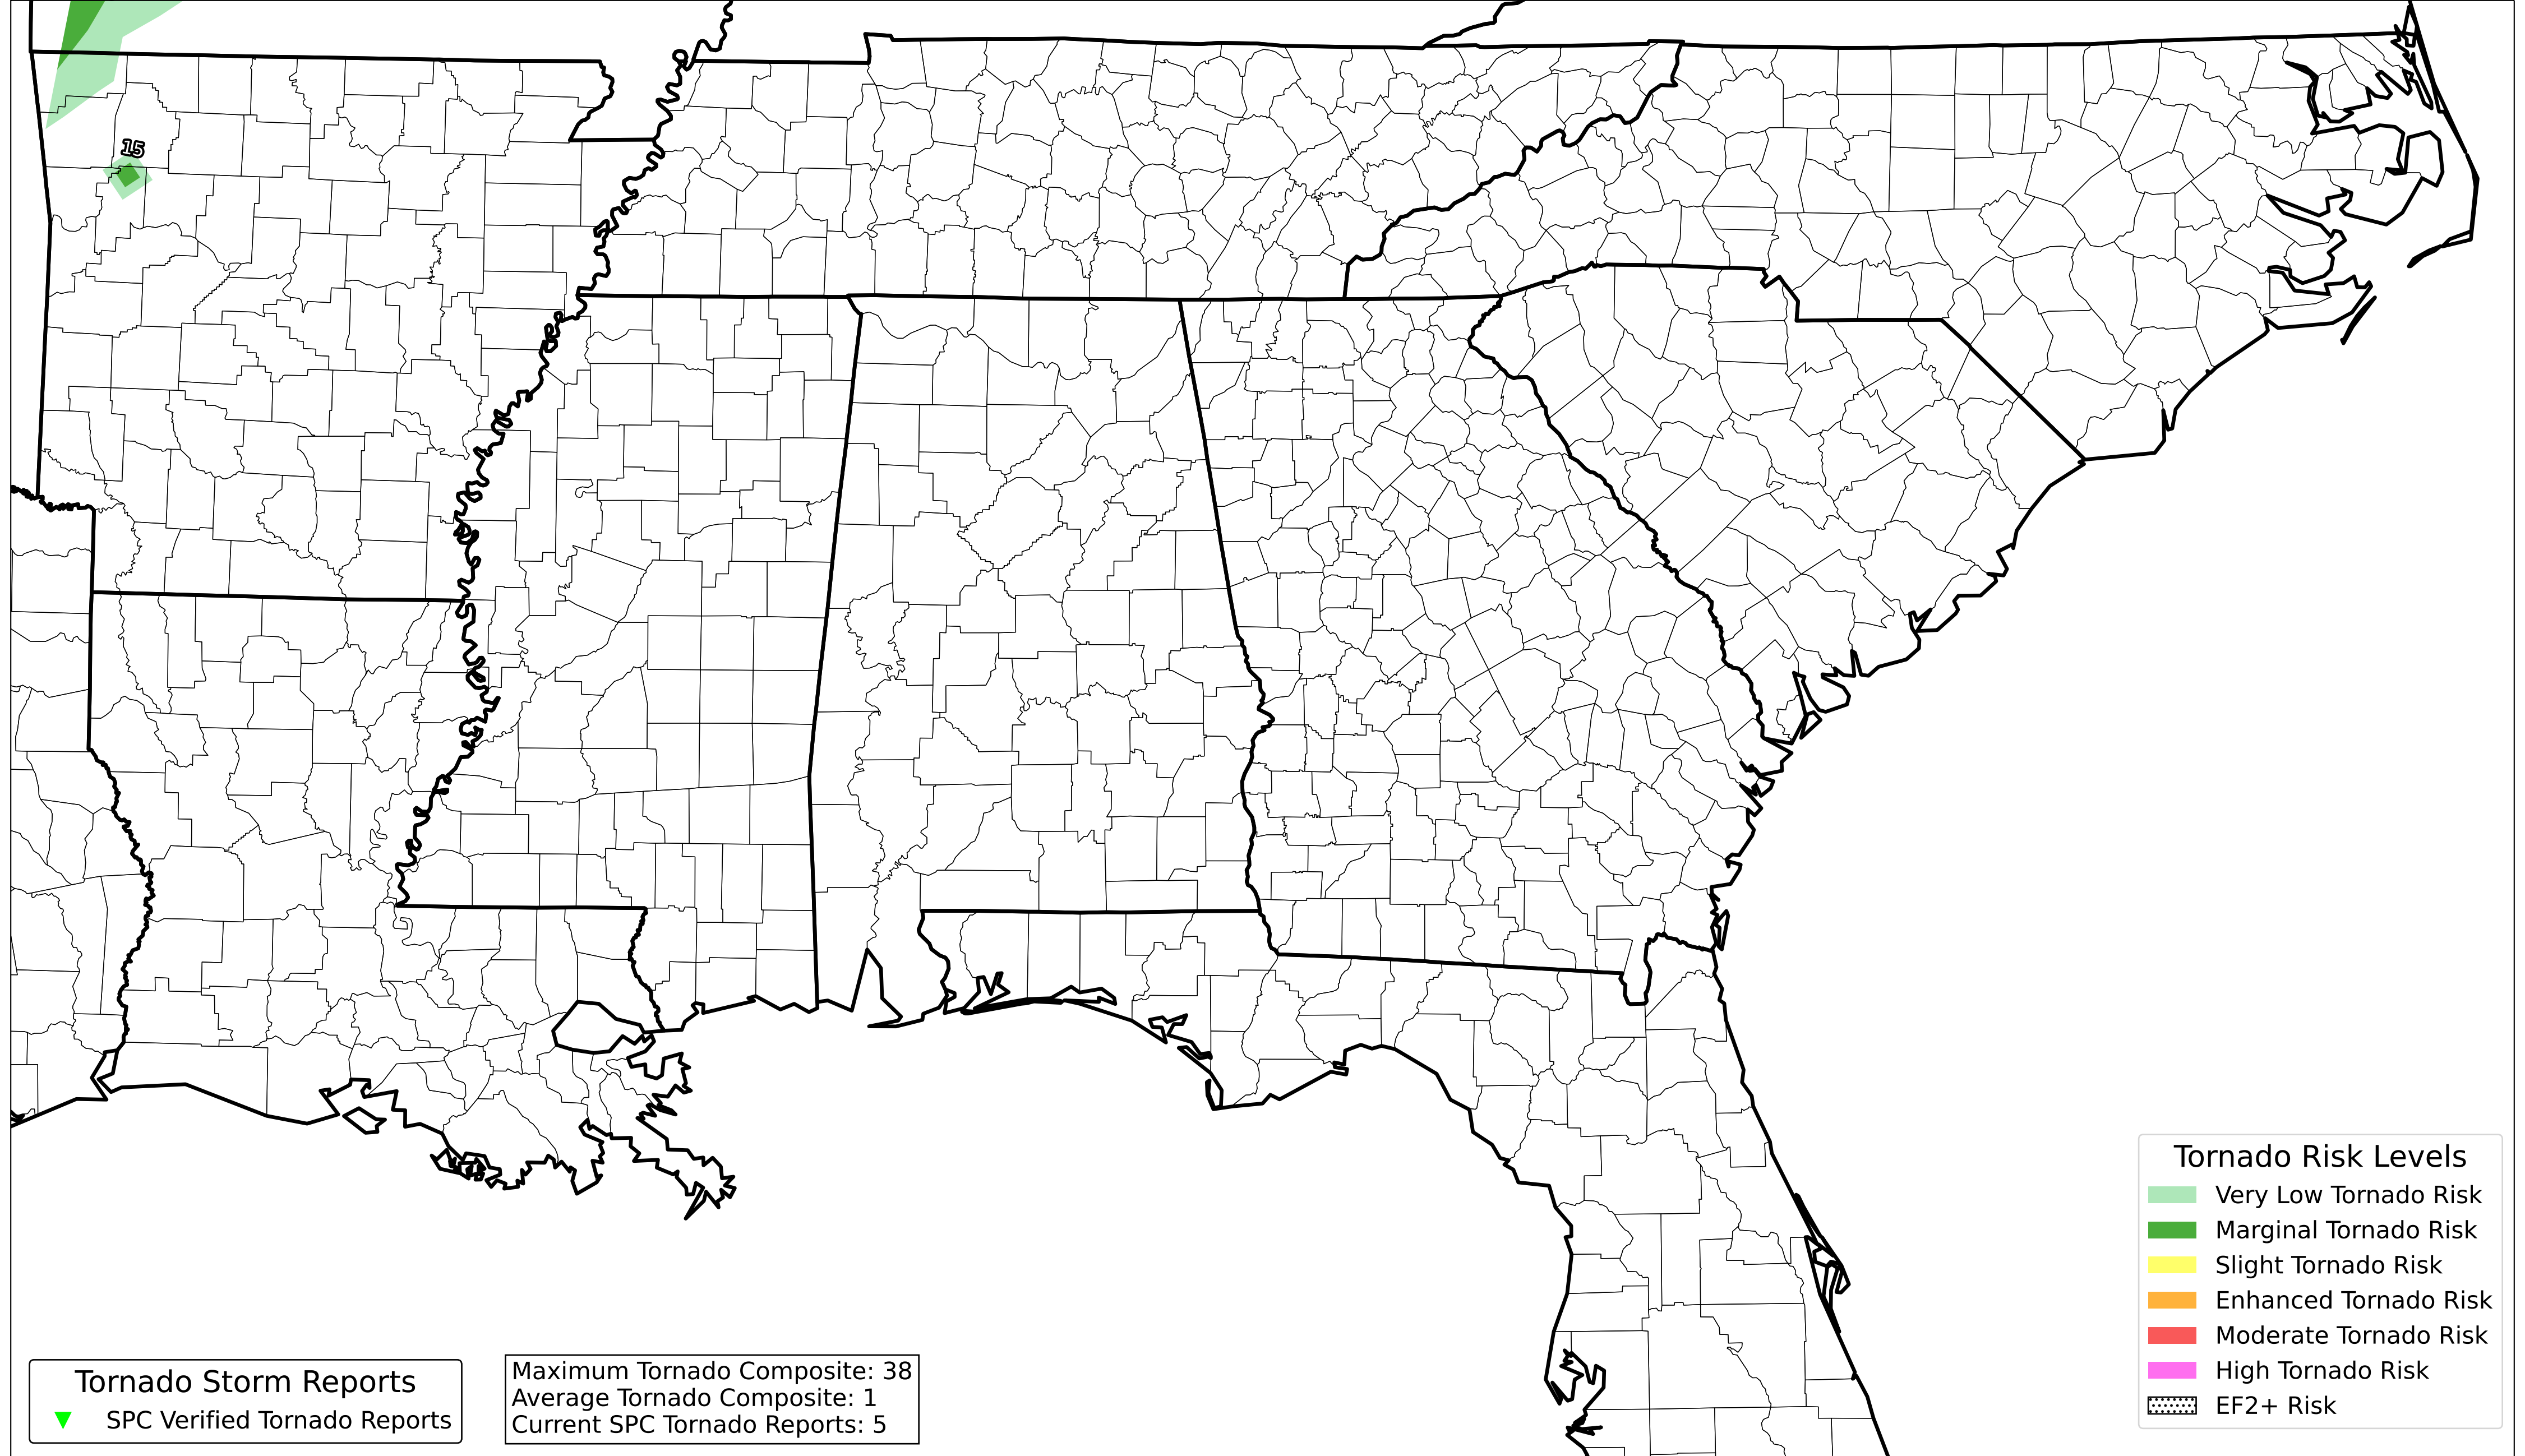 15
Tornado Storm Reports
SPC Verified Tornado Reports
Maximum Tornado Composite: 38
Average Tornado Composite: 1
Current SPC Tornado Reports: 5
Tornado Risk Levels
Very Low Tornado Risk
Marginal Tornado Risk
Slight Tornado Risk
Enhanced Tornado Risk
Moderate Tornado Risk
High Tornado Risk
EF2+ Risk